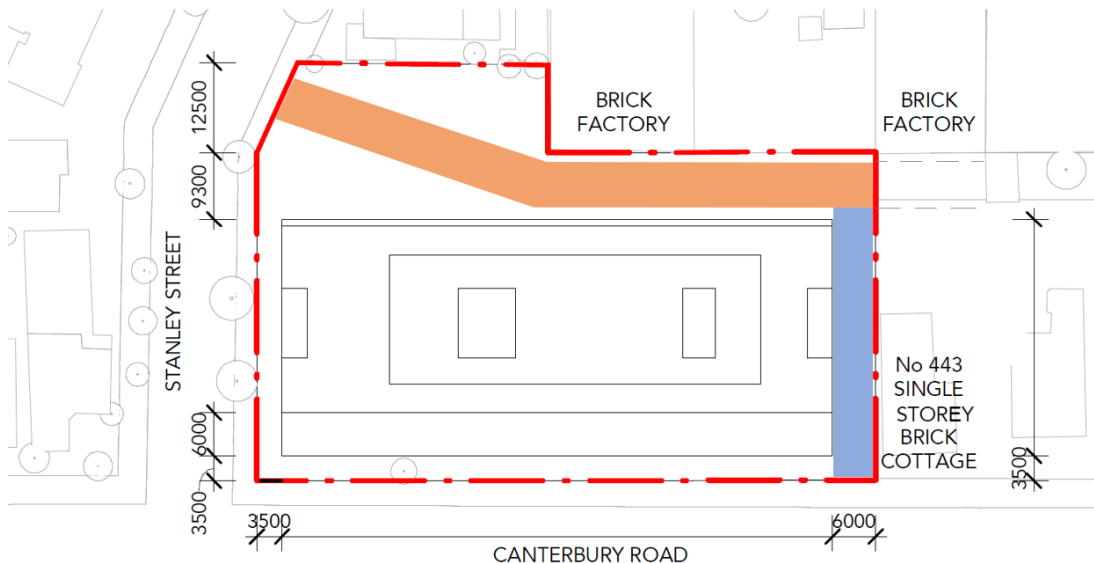 12500
BRICK
FACTORY
BRICK
FACTORY
9300
STANLEY STREET
No 443
SINGLE
STOREY
BRICK
COTTAGE
6000
3500
3500
3500
6000
CANTERBURY ROAD